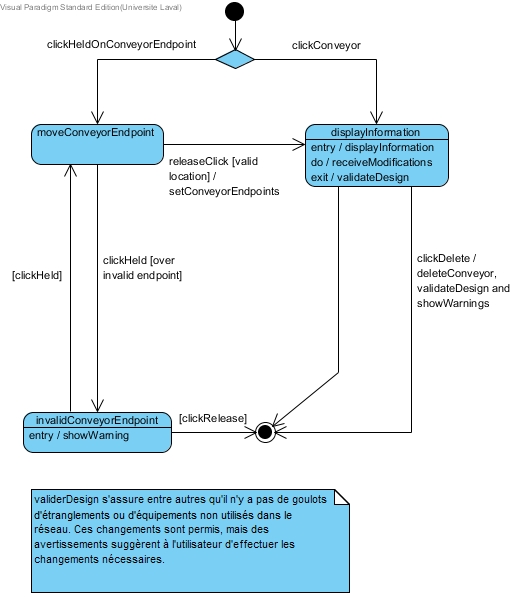 Visual Paradigm Standard Edition(Universite Laval)
clickHeldOnConveyorEndpoint
clickConveyor
moveConveyorEndpoint
displayInformation
entry / displayInformation
do / receiveModifications
exit / validateDesign
releaseClick [valid
location] /
setConveyorEndpoints
[clickHeld]
clickHeld [over
invalid endpoint]
clickDelete /
deleteConveyor,
validateDesign and
showWarnings
invalidConveyorEndpoint
entry / showWarning
[clickRelease]
validerDesign s'assure entre autres qu'il n'y a pas de goulots
d'étranglements ou d'équipements non utilisés dans le
réseau. Ces changements sont permis, mais des
avertissements suggèrent à l'utilisateur d'effectuer les
changements nécessaires.